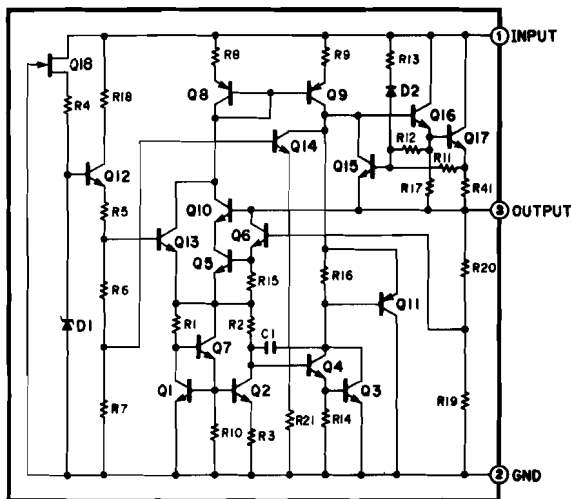 1 INPUT
Q18
R4
R18
R8
R9
R13
D2
Q8
Q9
Q16
Q17
Q14
R12
R11
Q15
R17
R41
Q12
R5
Q10
Q6
3 OUTPUT
Q13
Q5
R15
R6
R16
Q11
R20
D1
R1
R2
C1
Q7
Q4
Q1
Q2
Q3
R7
R10
R3
R21
R14
R19
2 GND